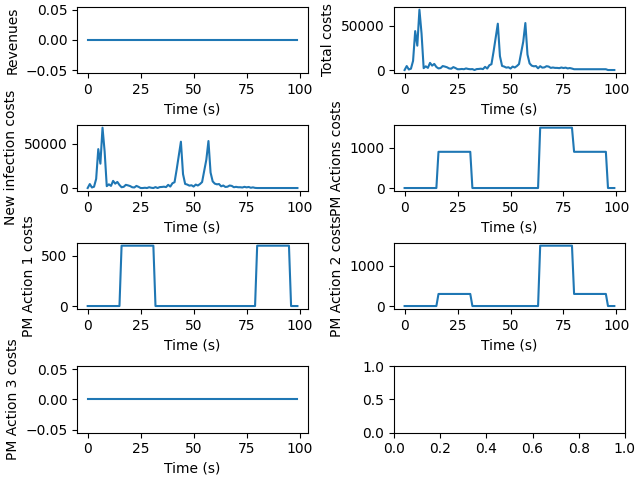 Revenues
0.05
0.00
−0.05
0 25 50 75 100
Time (s)
Total costs
50000
0
0 25 50 75 100
Time (s)
New infection costs
50000
0
0 25 50 75 100
Time (s)
PM Actions costs
1000
0
0 25 50 75 100
Time (s)
PM Action 1 costs
500
0
0 25 50 75 100
Time (s)
PM Action 2 costs
1000
0
0 25 50 75 100
Time (s)
PM Action 3 costs
0.05
0.00
−0.05
0 25 50 75 100
Time (s)
1.0
0.5
0.0
0.0 0.2 0.4 0.6 0.8 1.0